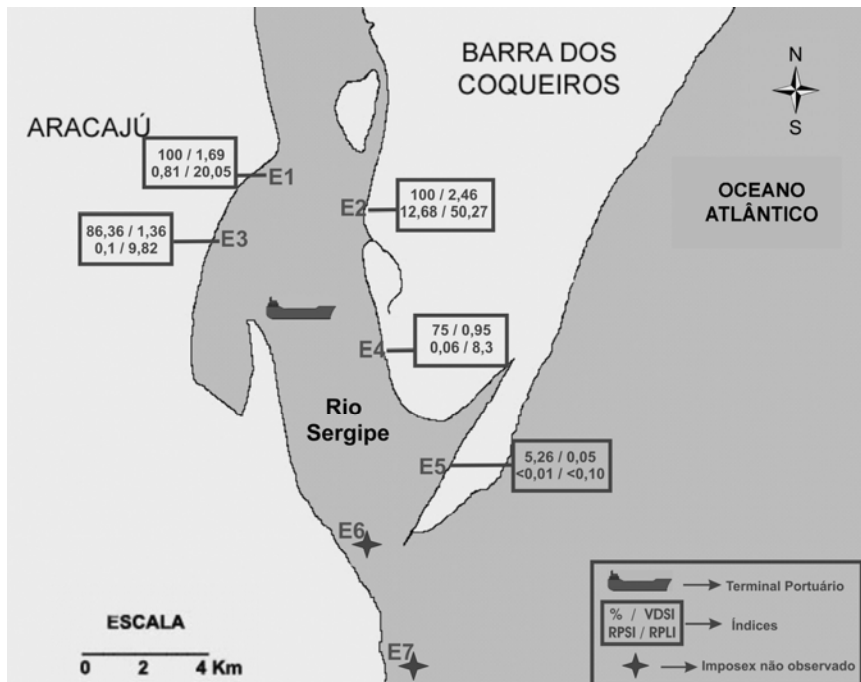 BARRA DOS
COQUEIROS
N
S
ARACAJÚ
100 / 1,69
0,81 / 20,05
E1
E2
100 / 2,46
12,68 / 50,27
OCEANO
ATLÂNTICO
86,36 / 1,36
0,1 / 9,82
E3
75 / 0,95
0,06 / 8,3
E4
Rio
Sergipe
E5
5,26 / 0,05
<0,01 / <0,10
E6
E7
ESCALA
0 2 4 Km
Terminal Portuário
% / VDSI
RPSI / RPLI
Índices
Imposex não observado